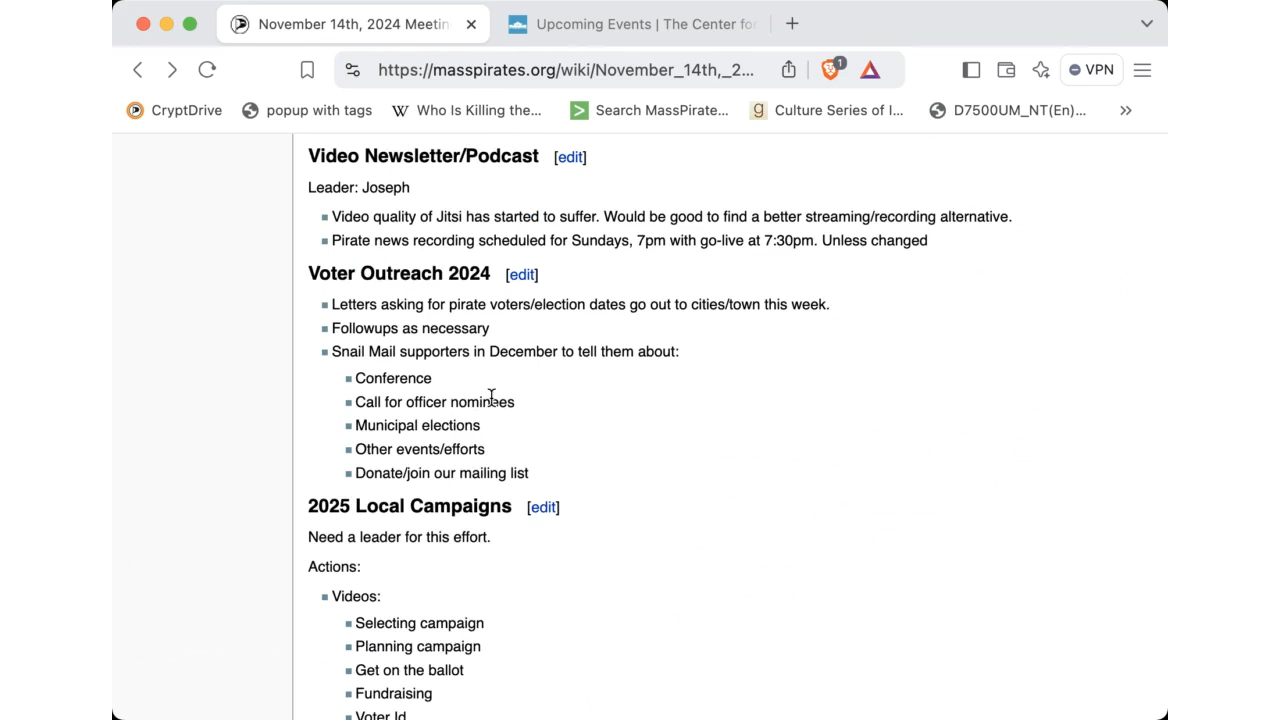 November 14th, 2024 Meetin
Upcoming Events | The Center fo
https://masspirates.org/wiki/November_14th,_2...
1
VPN
CryptDrive
popup with tags
W Who Is Killing the...
> Search MassPirate...
g Culture Series of I...
D7500UM_NT(En)...
»
Video Newsletter/Podcast [edit]
Leader: Joseph
Video quality of Jitsi has started to suffer. Would be good to find a better streaming/recording alternative.
Pirate news recording scheduled for Sundays, 7pm with go-live at 7:30pm. Unless changed
Voter Outreach 2024 [edit]
Letters asking for pirate voters/election dates go out to cities/town this week.
Followups as necessary
Snail Mail supporters in December to tell them about:
Conference
Call for officer nominees
Municipal elections
Other events/efforts
Donate/join our mailing list
2025 Local Campaigns [edit]
Need a leader for this effort.
Actions:
Videos:
Selecting campaign
Planning campaign
Get on the ballot
Fundraising
Voter Id